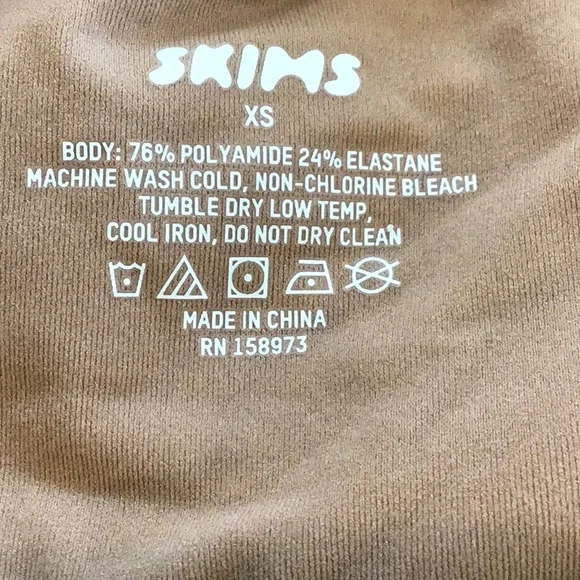 SKIMS
XS
BODY: 76% POLYAMIDE 24% ELASTANE
MACHINE WASH COLD, NON-CHLORINE BLEACH
TUMBLE DRY LOW TEMP,
COOL IRON, DO NOT DRY CLEAN
MADE IN CHINA
RN 158973